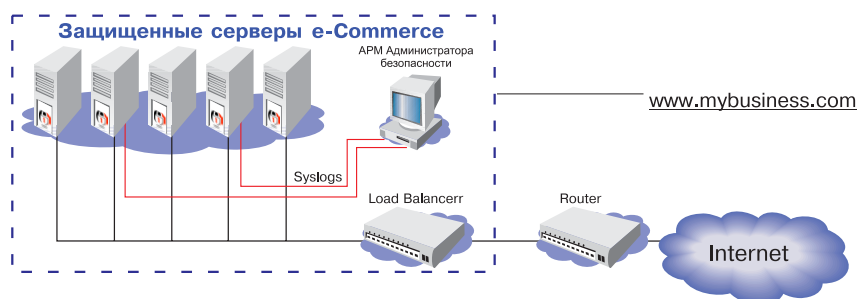 Защищенные серверы e-Commerce
АРМ Администратора
безопасности
www.mybusiness.com
Syslogs
Load Balancerr
Router
Internet